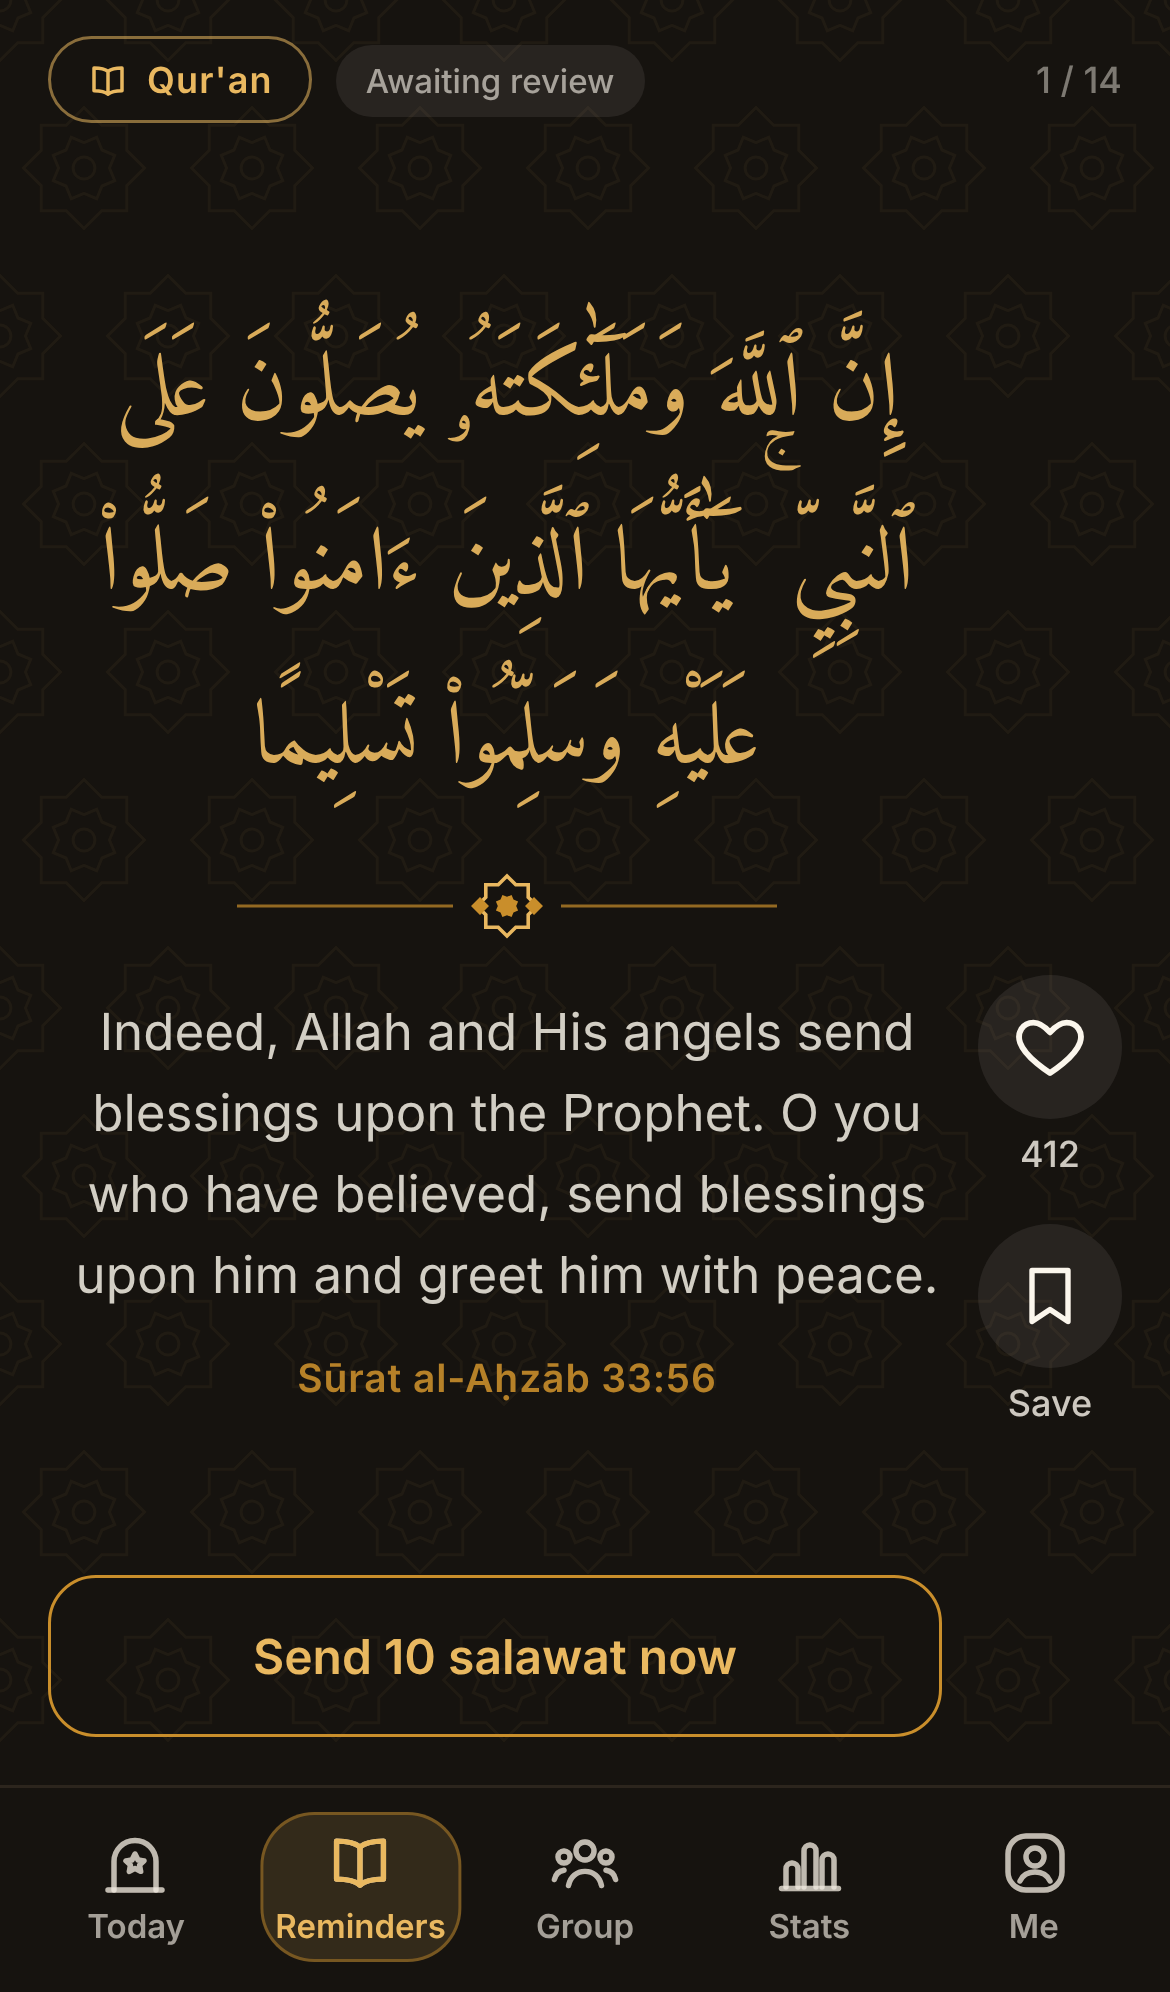 Qur'an
Awaiting review
1 / 14
إِنَّ ٱللَّهَ وَمَلَـٰٓئِكَتَهُۥ يُصَلُّونَ عَلَى
ٱلنَّبِىِّ ۚ يَـٰٓأَيُّهَا ٱلَّذِينَ ءَامَنُوا۟ صَلُّوا۟
عَلَيْهِ وَسَلِّمُوا۟ تَسْلِيمًا
Indeed, Allah and His angels send
blessings upon the Prophet. O you
who have believed, send blessings
upon him and greet him with peace.
Sūrat al-Aḥzāb 33:56
412
Save
Send 10 salawat now
Today
Reminders
Group
Stats
Me